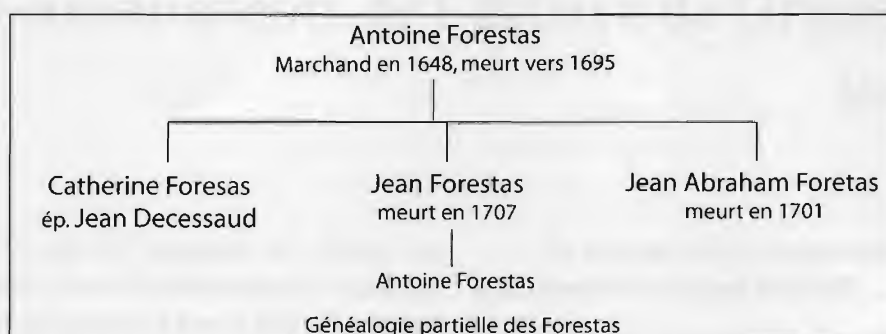 Antoine Forestas
Marchand en 1648, meurt vers 1695
Catherine Foresas
ép. Jean Decessaud
Jean Forestas
meurt en 1707
Jean Abraham Foretas
meurt en 1701
Antoine Forestas
Généalogie partielle des Forestas